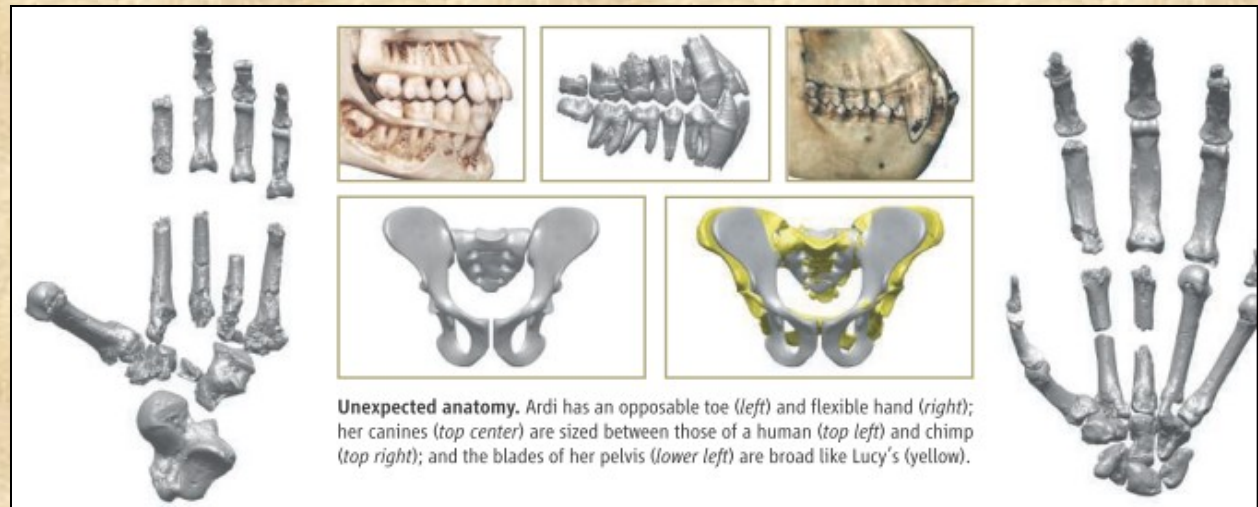 Unexpected anatomy. Ardi has an opposable toe (left) and flexible hand (right);
her canines (top center) are sized between those of a human (top left) and chimp
(top right); and the blades of her pelvis (lower left) are broad like Lucy's (yellow).